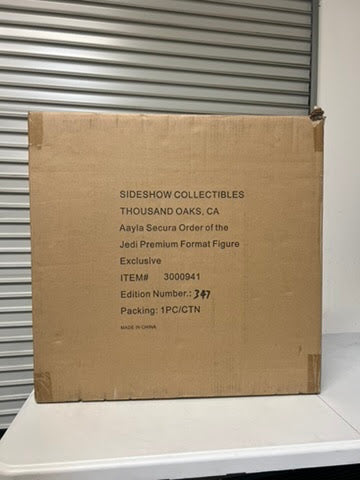 SIDESHOW COLLECTIBLES
THOUSAND OAKS, CA
Aayla Secura Order of the
Jedi Premium Format Figure
Exclusive
ITEM# 3000941
Edition Number.: 347
Packing: 1PC/CTN
MADE IN CHINA